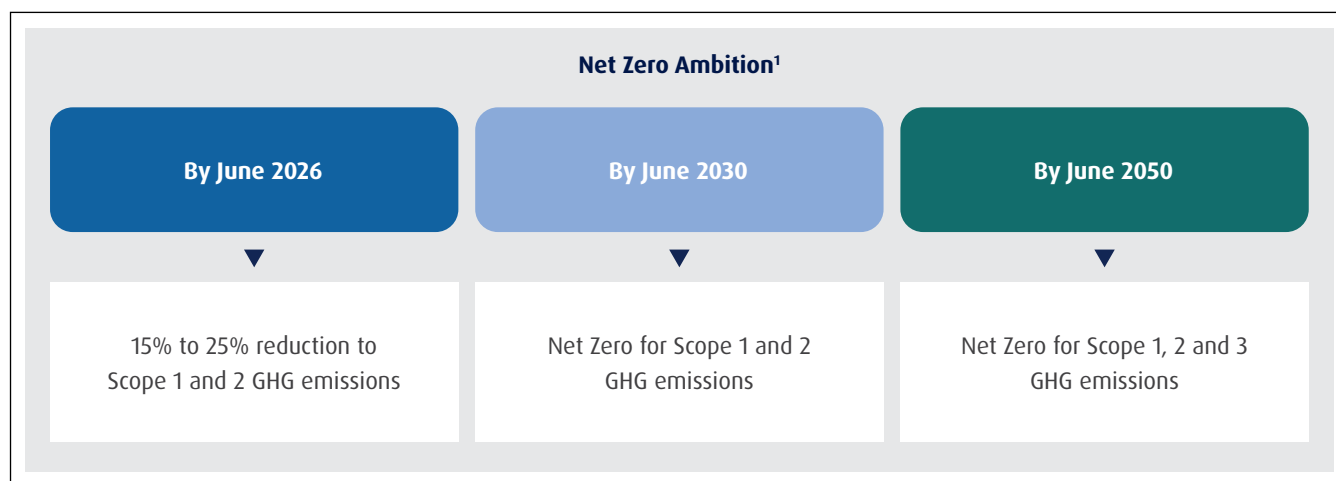 Net Zero Ambition¹
By June 2026
By June 2030
By June 2050
15% to 25% reduction to
Scope 1 and 2 GHG emissions
Net Zero for Scope 1 and 2
GHG emissions
Net Zero for Scope 1, 2 and 3
GHG emissions